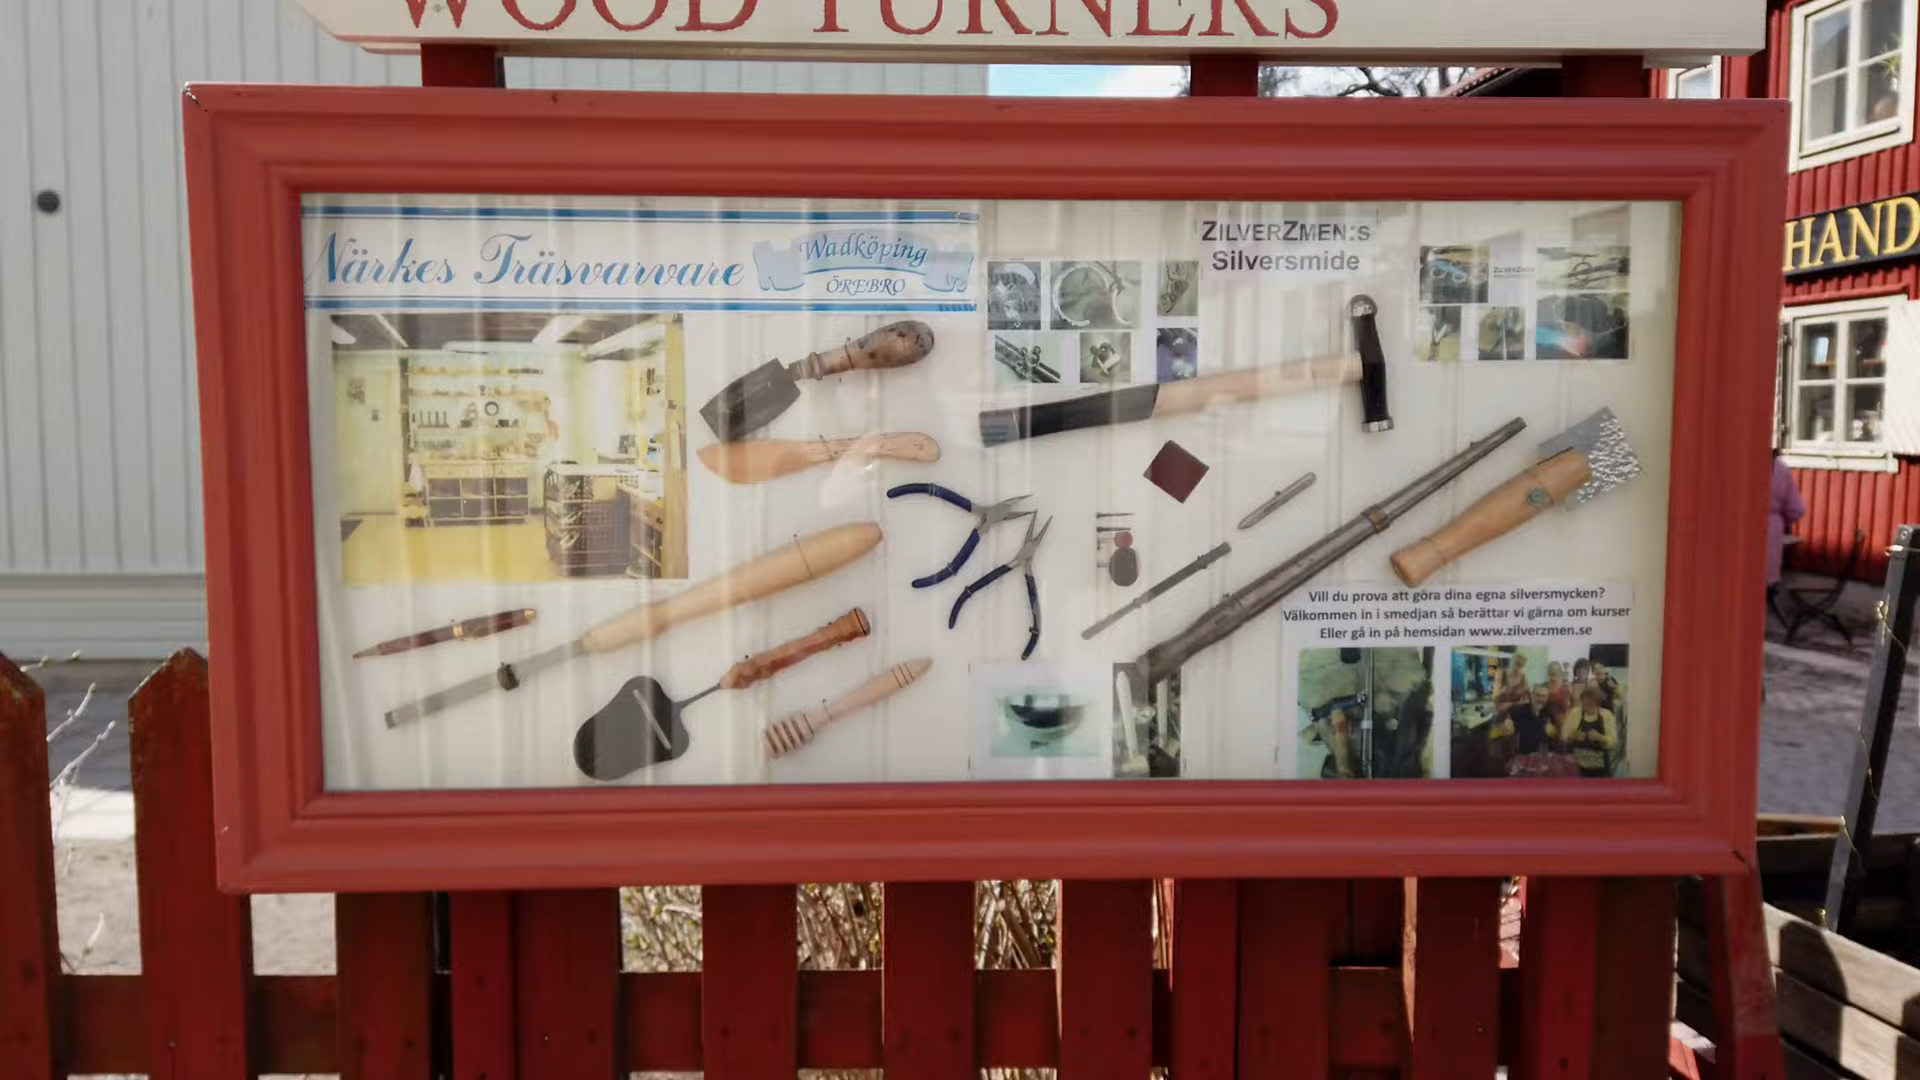 WOOD TURNERS
Närkes Träsvarvare
Wadköping
ÖREBRO
ZILVERZMEN:s
Silversmide
HAND
Vill du prova att göra dina egna silversmycken?
Välkommen in i smedjan så berättar vi gärna om kurser
Eller gå in på hemsidan www.zilverzmen.se